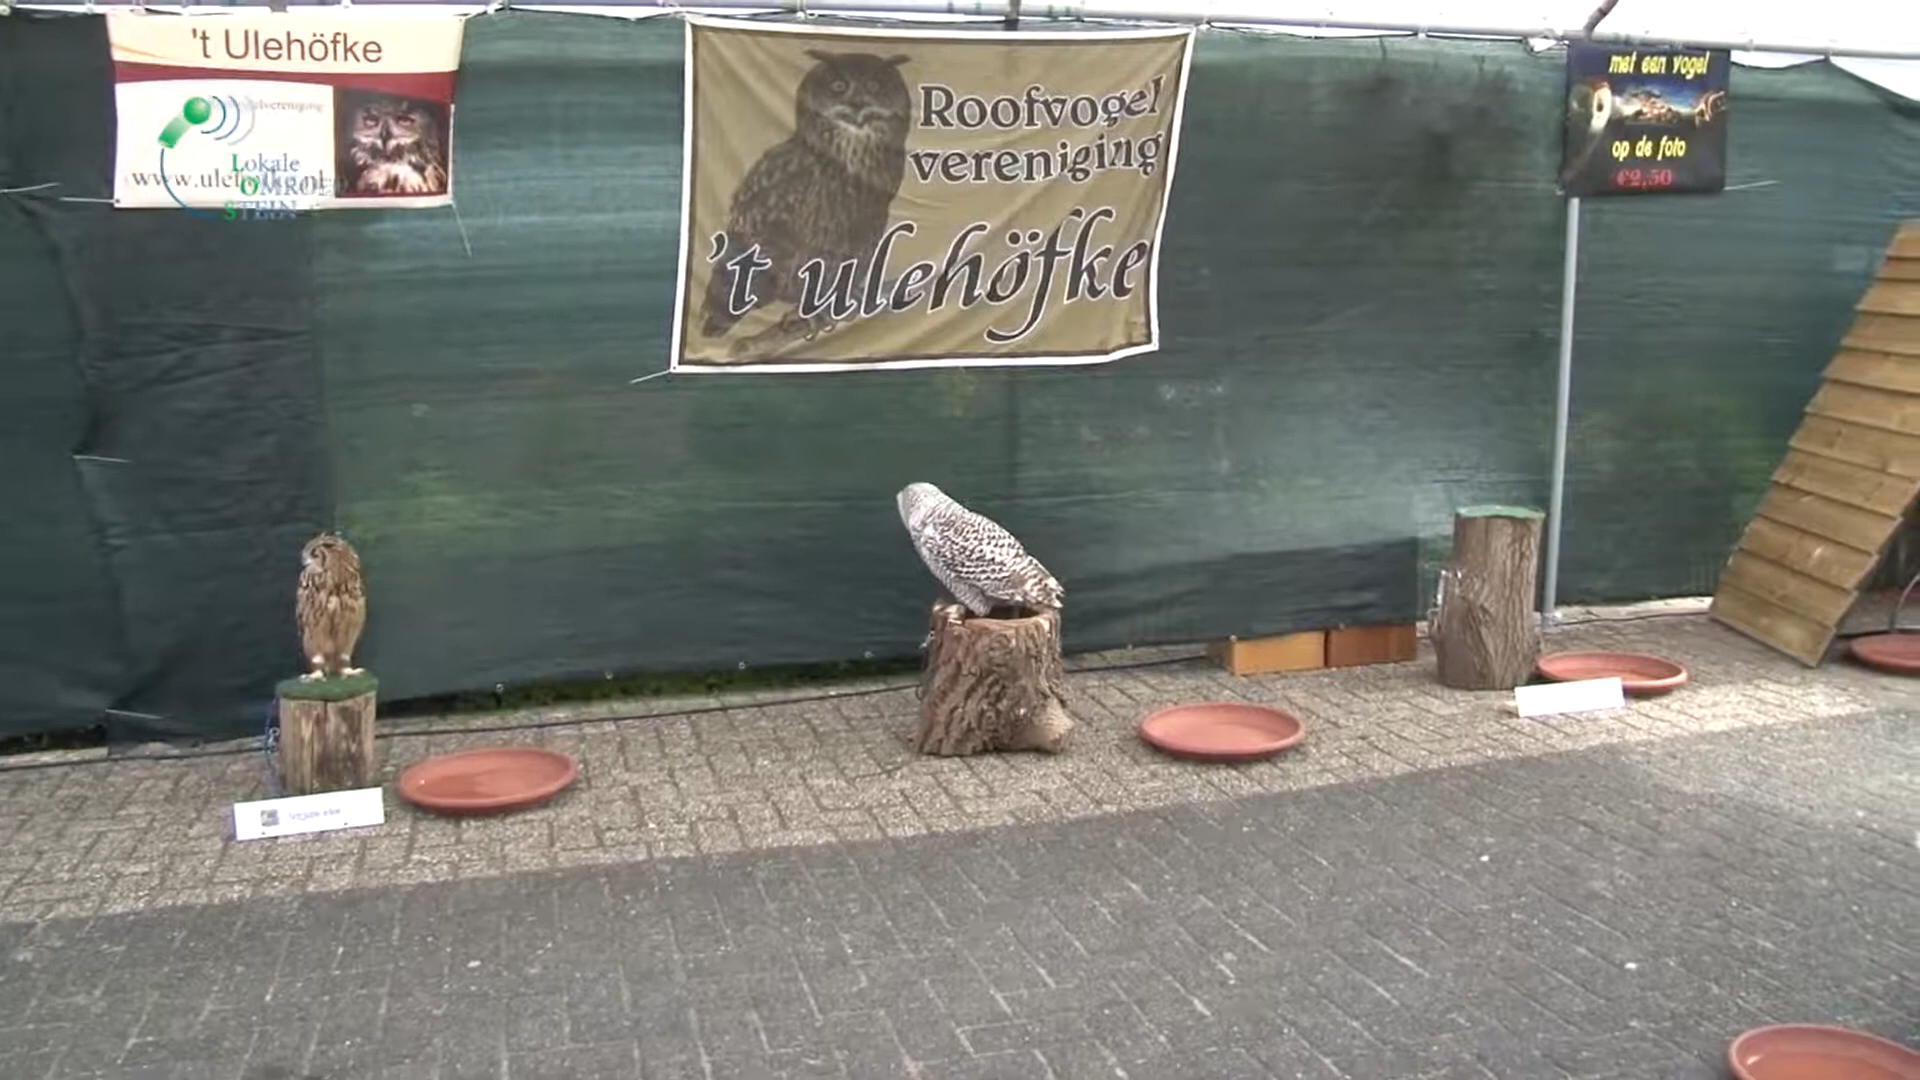 't Ulehöfke
Lokale
OMROEP
STEIN
Roofvogel
vereniging
't ulehöfke
met een vogel
op de foto
€2,50